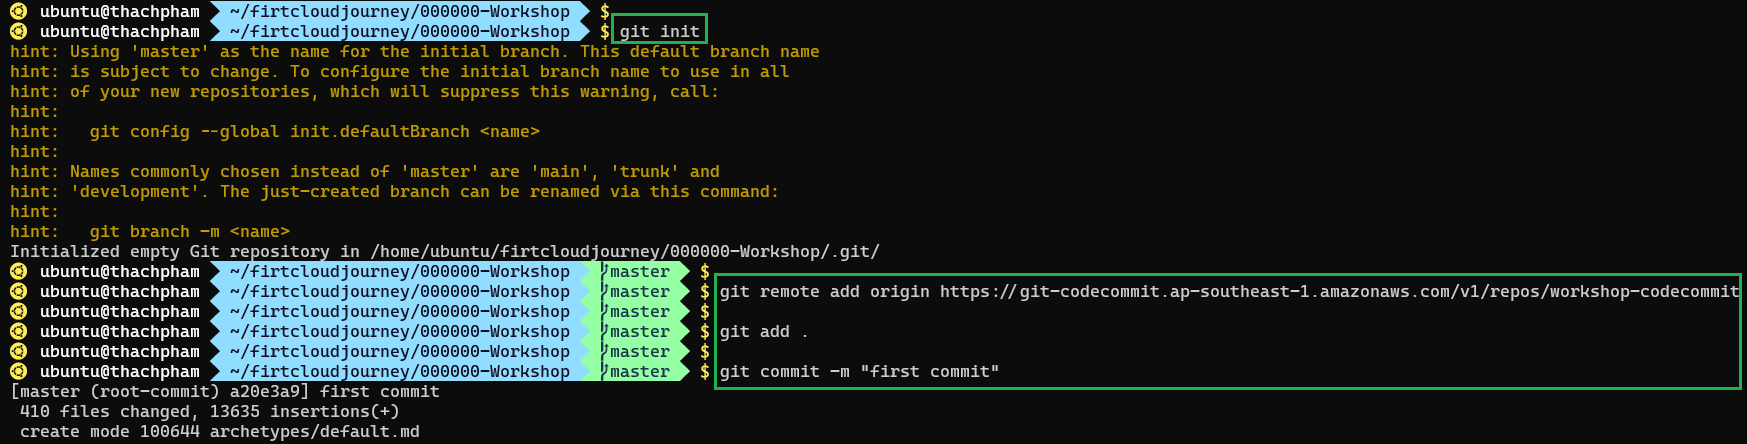 ubuntu@thachpham ~/firtcloudjourney/000000-Workshop $
ubuntu@thachpham ~/firtcloudjourney/000000-Workshop $ git init
hint: Using 'master' as the name for the initial branch. This default branch name
hint: is subject to change. To configure the initial branch name to use in all
hint: of your new repositories, which will suppress this warning, call:
hint:
hint:   git config --global init.defaultBranch <name>
hint:
hint: Names commonly chosen instead of 'master' are 'main', 'trunk' and
hint: 'development'. The just-created branch can be renamed via this command:
hint:
hint:   git branch -m <name>
Initialized empty Git repository in /home/ubuntu/firtcloudjourney/000000-Workshop/.git/
ubuntu@thachpham ~/firtcloudjourney/000000-Workshop master $
ubuntu@thachpham ~/firtcloudjourney/000000-Workshop master $ git remote add origin https://git-codecommit.ap-southeast-1.amazonaws.com/v1/repos/workshop-codecommit
ubuntu@thachpham ~/firtcloudjourney/000000-Workshop master $
ubuntu@thachpham ~/firtcloudjourney/000000-Workshop master $ git add .
ubuntu@thachpham ~/firtcloudjourney/000000-Workshop master $
ubuntu@thachpham ~/firtcloudjourney/000000-Workshop master $ git commit -m "first commit"
[master (root-commit) a20e3a9] first commit
 410 files changed, 13635 insertions(+)
 create mode 100644 archetypes/default.md